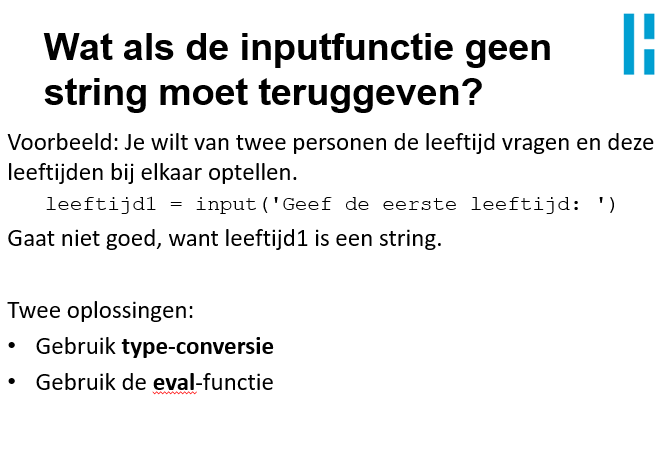 Wat als de inputfunctie geen
string moet teruggeven?
Voorbeeld: Je wilt van twee personen de leeftijd vragen en deze
leeftijden bij elkaar optellen.
leeftijd1 = input('Geef de eerste leeftijd: ')
Gaat niet goed, want leeftijd1 is een string.
Twee oplossingen:
• Gebruik type-conversie
• Gebruik de eval-functie